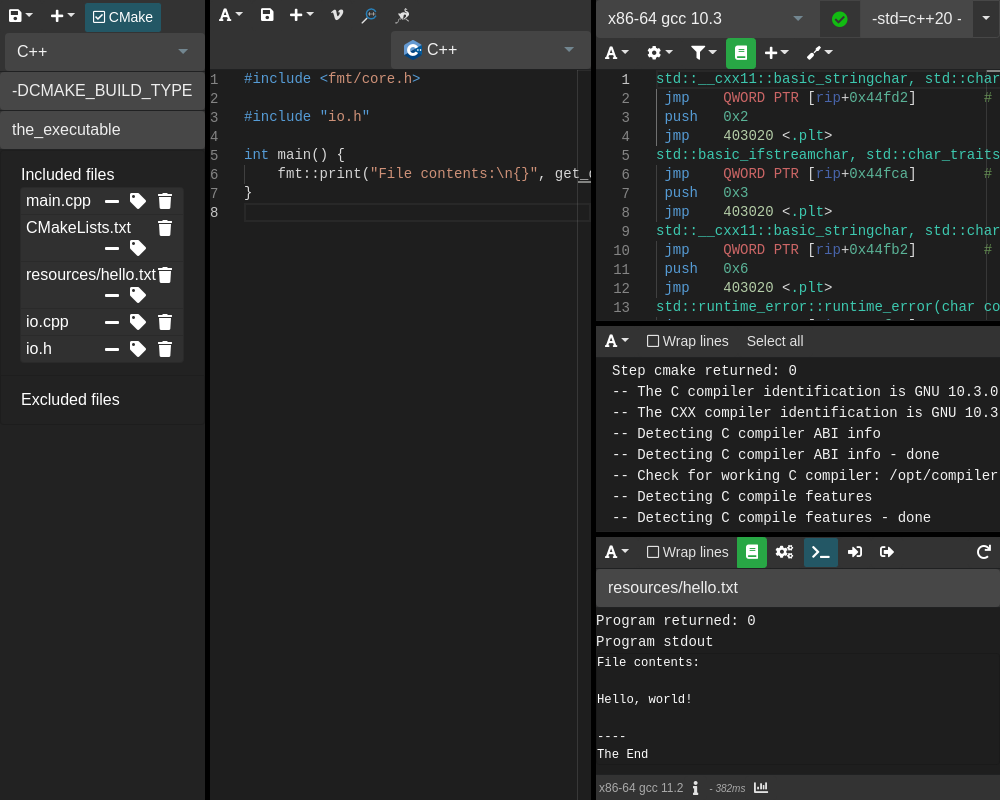 CMake
C++
-DCMAKE_BUILD_TYPE
the_executable
Included files
main.cpp
CMakeLists.txt
resources/hello.txt
io.cpp
io.h
Excluded files
C++
1 #include <fmt/core.h>
2
3 #include "io.h"
4
5 int main() {
6 fmt::print("File contents:\n{}", get_
7 }
8
x86-64 gcc 10.3 -std=c++20 -
1 std::__cxx11::basic_stringchar, std::char
2 jmp QWORD PTR [rip+0x44fd2] #
3 push 0x2
4 jmp 403020 <.plt>
5 std::basic_ifstreamchar, std::char_traits
6 jmp QWORD PTR [rip+0x44fca] #
7 push 0x3
8 jmp 403020 <.plt>
9 std::__cxx11::basic_stringchar, std::char
10 jmp QWORD PTR [rip+0x44fb2] #
11 push 0x6
12 jmp 403020 <.plt>
13 std::runtime_error::runtime_error(char co
A Wrap lines Select all
Step cmake returned: 0
-- The C compiler identification is GNU 10.3.0
-- The CXX compiler identification is GNU 10.3
-- Detecting C compiler ABI info
-- Detecting C compiler ABI info - done
-- Check for working C compiler: /opt/compiler
-- Detecting C compile features
-- Detecting C compile features - done
A Wrap lines
resources/hello.txt
Program returned: 0
Program stdout
File contents:
Hello, world!
----
The End
x86-64 gcc 11.2 - 382ms